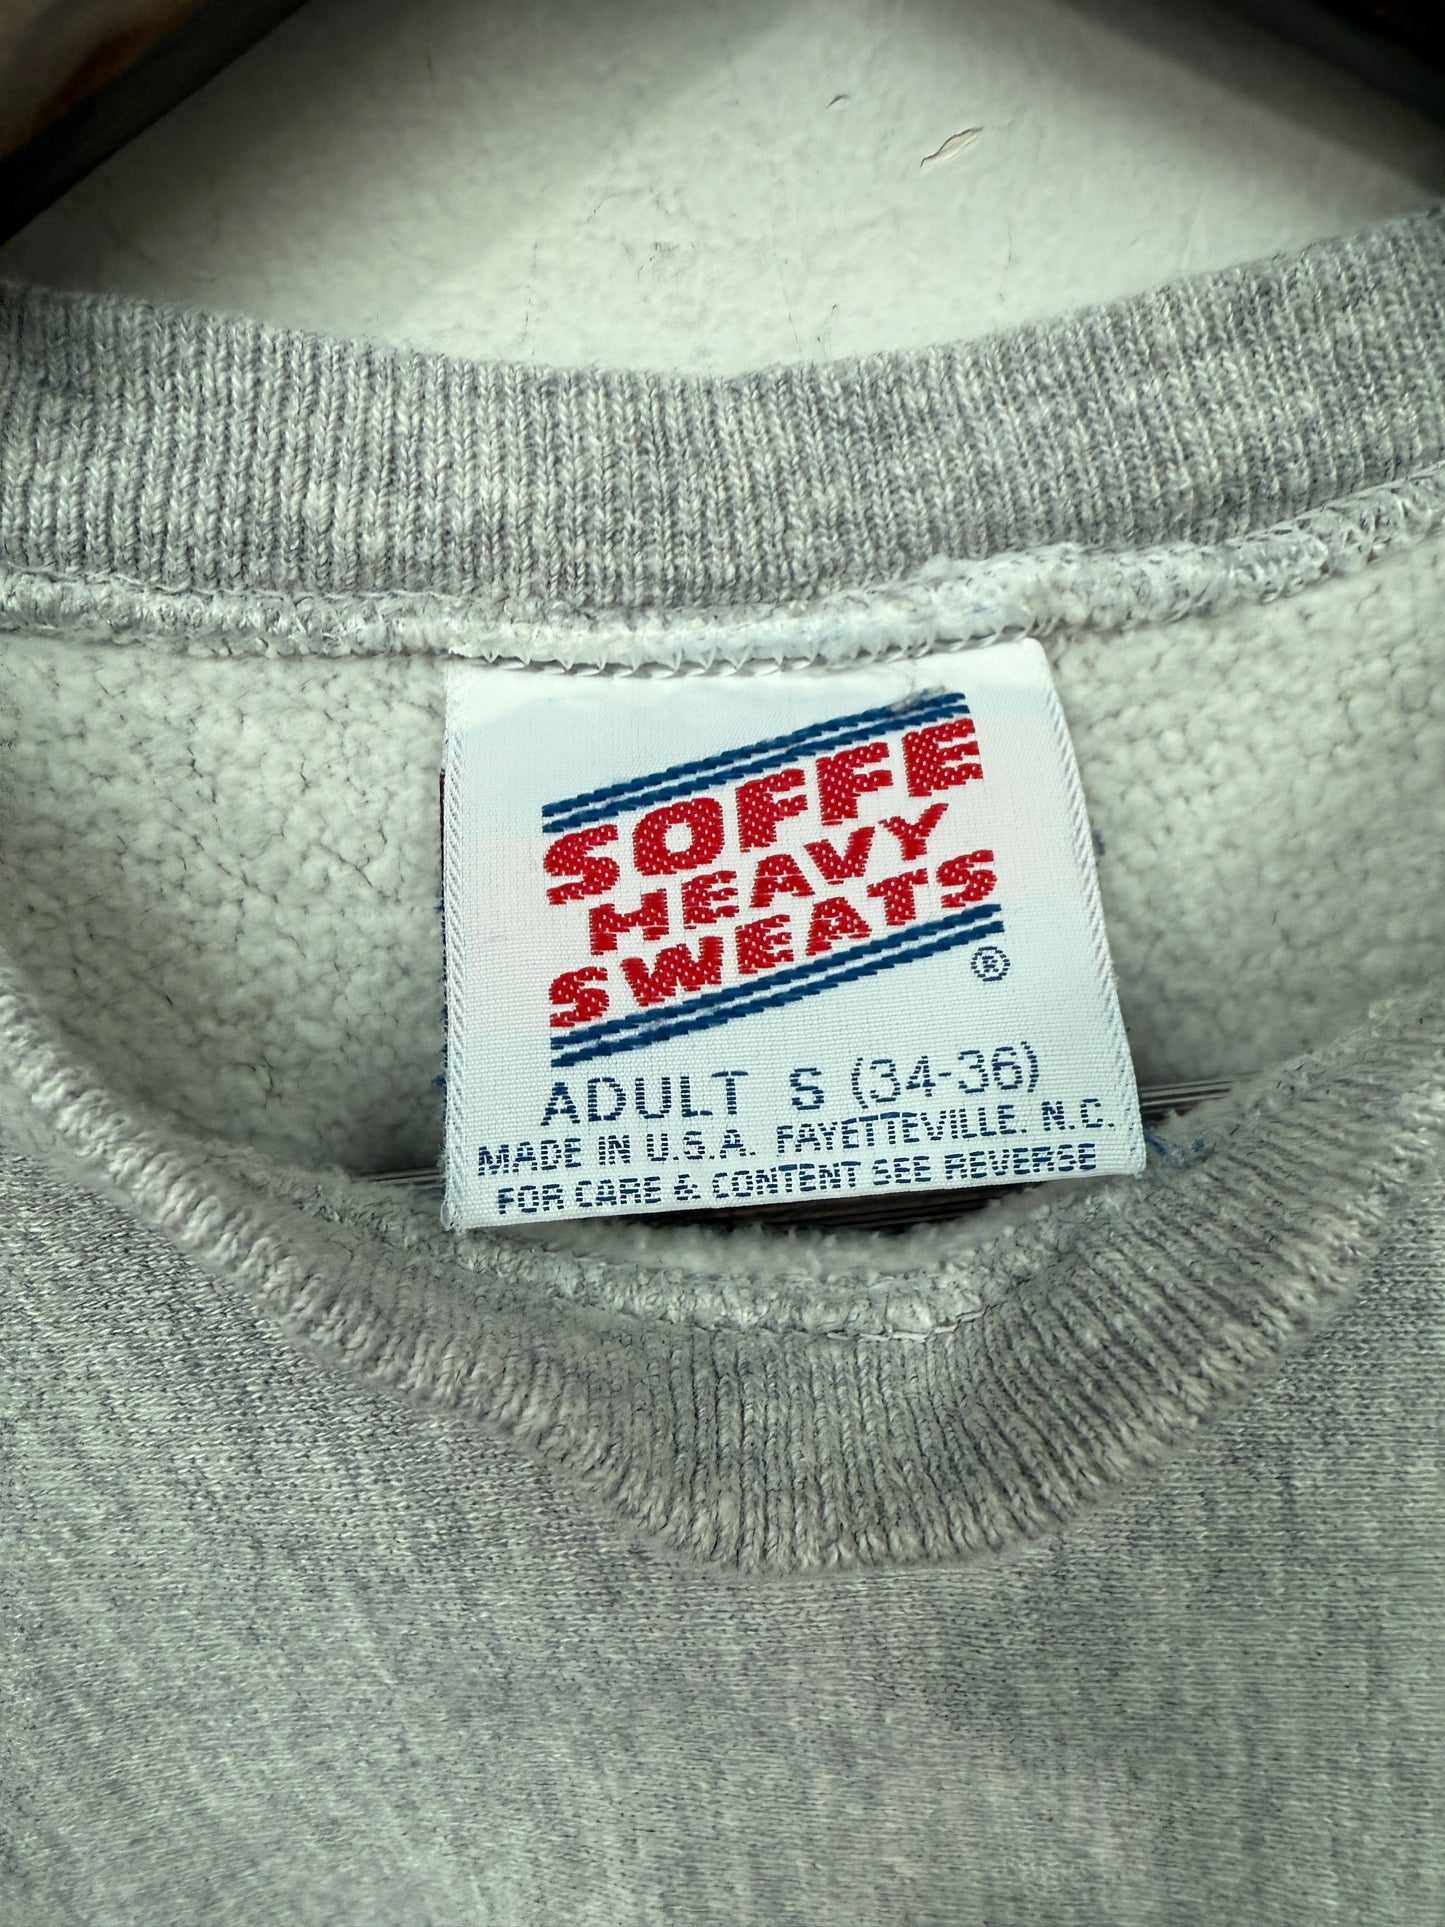 SOFFE
HEAVY
SWEATS
®
ADULT S (34-36)
MADE IN U.S.A. FAYETTEVILLE. N.C.
FOR CARE & CONTENT SEE REVERSE